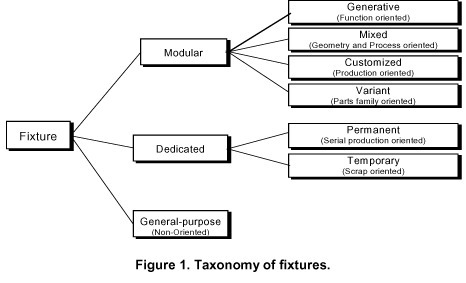 Generative
(Function oriented)
Mixed
(Geometry and Process oriented)
Modular
Customized
(Production oriented)
Variant
(Parts family oriented)
Fixture
Permanent
(Serial production oriented)
Dedicated
Temporary
(Scrap oriented)
General-purpose
(Non-Oriented)
Figure 1. Taxonomy of fixtures.